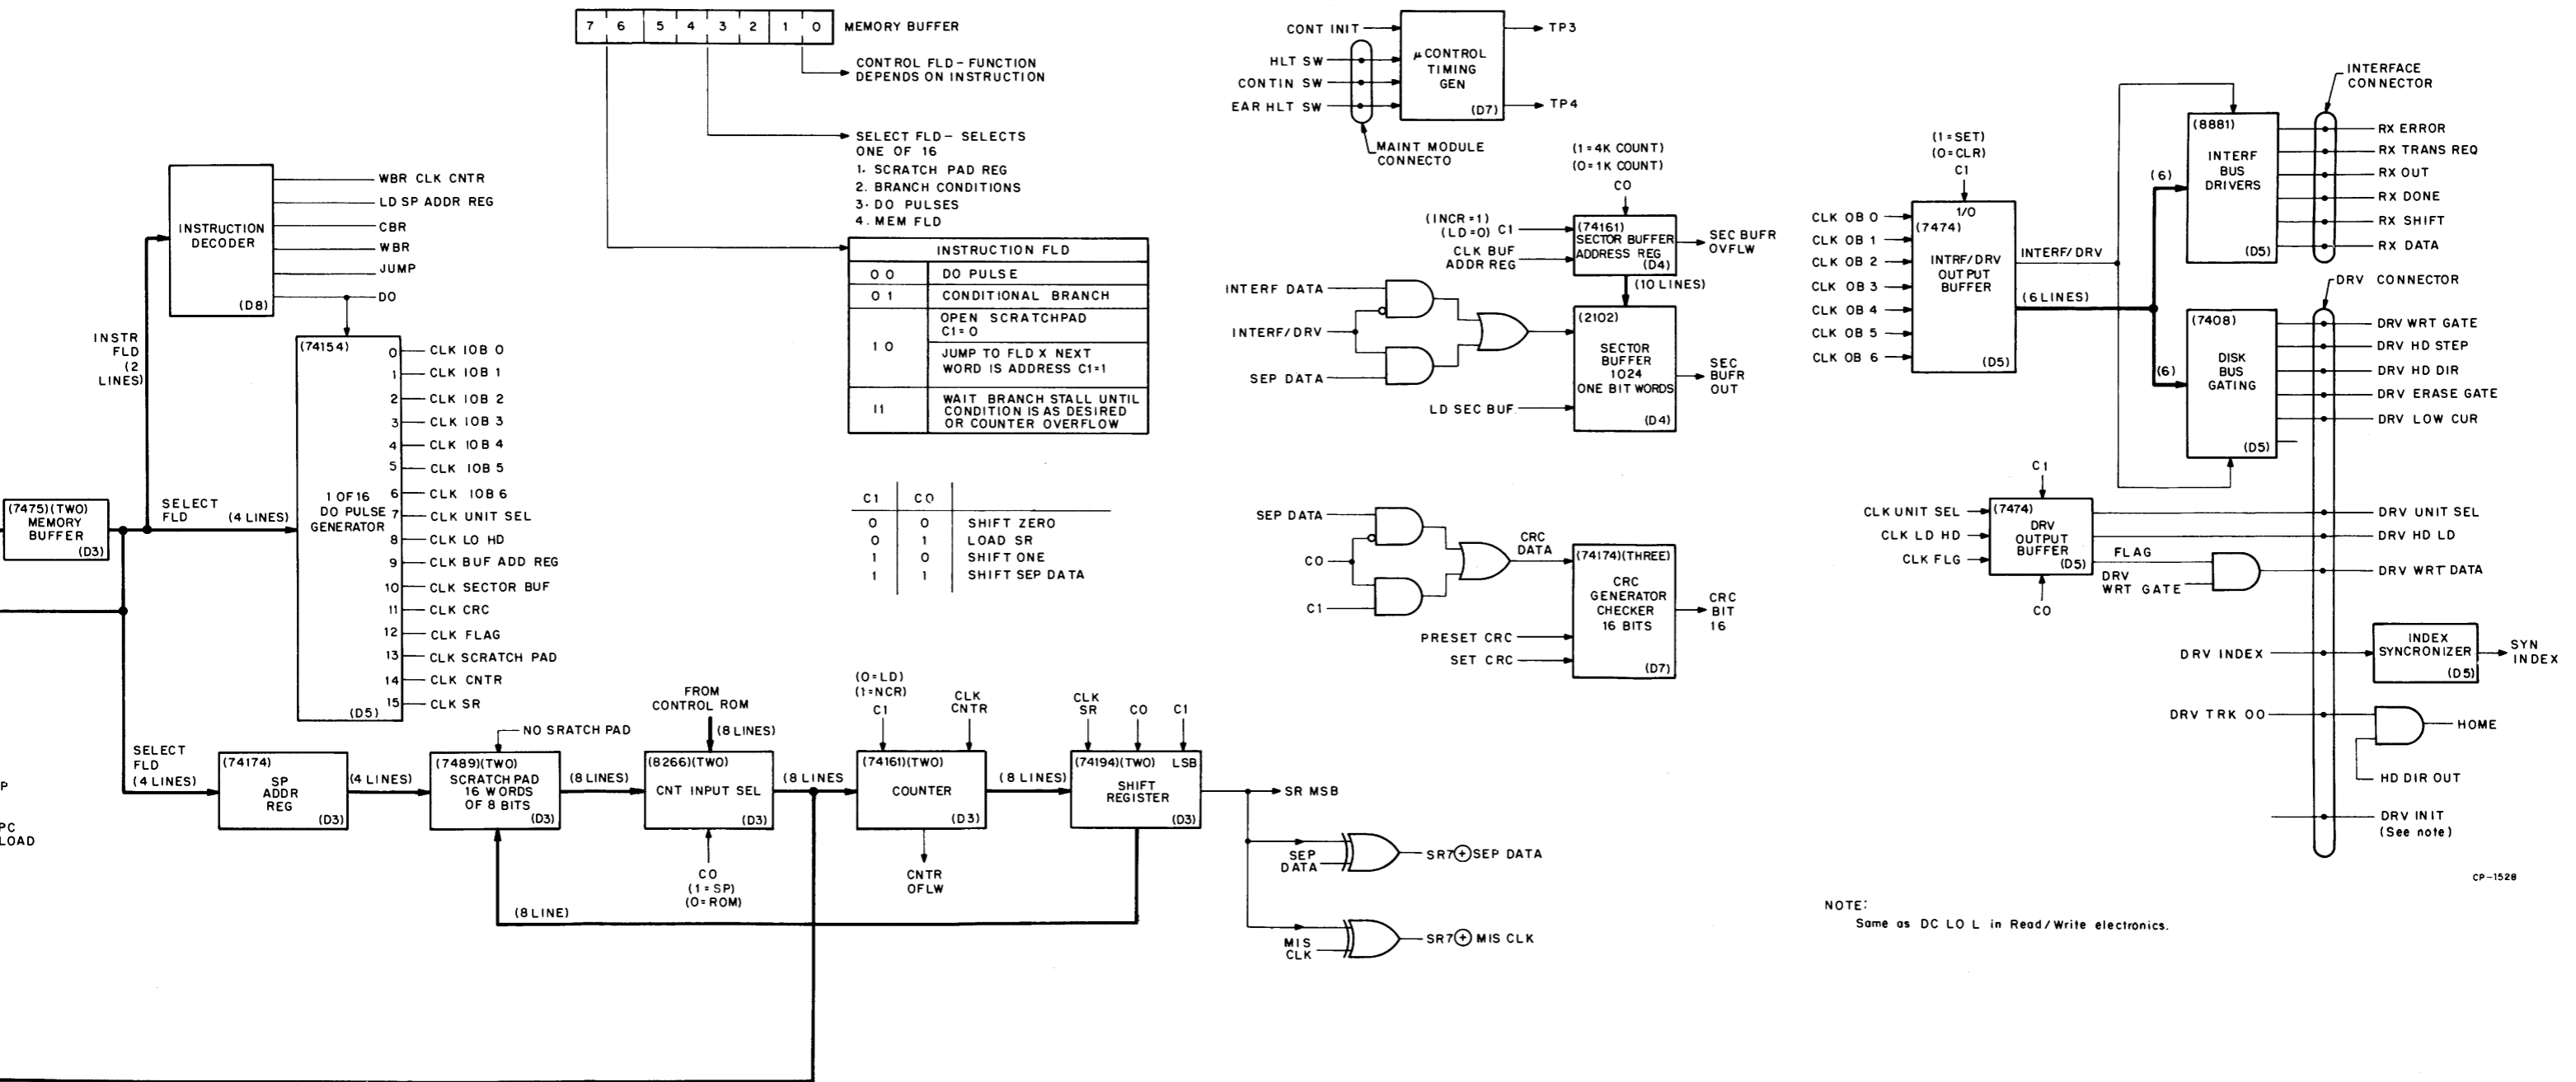 7 6 5 4 3 2 1 0 MEMORY BUFFER
CONTROL FLD - FUNCTION
DEPENDS ON INSTRUCTION
SELECT FLD - SELECTS
ONE OF 16
1. SCRATCH PAD REG
2. BRANCH CONDITIONS
3. DO PULSES
4. MEM FLD
INSTRUCTION FLD
0 0 DO PULSE
0 1 CONDITIONAL BRANCH
1 0 OPEN SCRATCHPAD
C1=0
JUMP TO FLD X NEXT
WORD IS ADDRESS C1=1
11 WAIT BRANCH STALL UNTIL
CONDITION IS AS DESIRED
OR COUNTER OVERFLOW
C1 C0
0 0 SHIFT ZERO
0 1 LOAD SR
1 0 SHIFT ONE
1 1 SHIFT SEP DATA
INSTRUCTION
DECODER
(D8)
WBR CLK CNTR
LD SP ADDR REG
CBR
WBR
JUMP
DO
INSTR
FLD
(2
LINES)
(74154)
1 OF 16
DO PULSE
GENERATOR
(D5)
0 CLK IOB 0
1 CLK IOB 1
2 CLK IOB 2
3 CLK IOB 3
4 CLK IOB 4
5 CLK IOB 5
6 CLK IOB 6
7 CLK UNIT SEL
8 CLK LO HD
9 CLK BUF ADD REG
10 CLK SECTOR BUF
11 CLK CRC
12 CLK FLAG
13 CLK SCRATCH PAD
14 CLK CNTR
15 CLK SR
(7475)(TWO)
MEMORY
BUFFER
(D3)
SELECT
FLD
(4 LINES)
SELECT
FLD
(4 LINES)
P
PC
LOAD
(74174)
SP
ADDR
REG
(D3)
(4 LINES)
NO SRATCH PAD
(7489)(TWO)
SCRATCH PAD
16 WORDS
OF 8 BITS
(D3)
(8 LINES)
FROM
CONTROL ROM
(8 LINES)
(8266)(TWO)
CNT INPUT SEL
(D3)
CO
(1=SP)
(0=ROM)
(8 LINES
(0=LD)
(1=NCR)
C1
CLK
CNTR
(74161)(TWO)
COUNTER
(D3)
CNTR
OFLW
(8 LINES)
CLK
SR
CO
C1
(74194)(TWO) LSB
SHIFT
REGISTER
(D3)
(8 LINE)
SR MSB
SEP
DATA
SR7⊕SEP DATA
MIS
CLK
SR7⊕MIS CLK
CONT INIT
HLT SW
CONTIN SW
EAR HLT SW
μCONTROL
TIMING
GEN
(D7)
TP3
TP4
MAINT MODULE
CONNECTO
(1=4K COUNT)
(0=1K COUNT)
CO
(INCR=1)
(LD=0) C1
CLK BUF
ADDR REG
(74161)
SECTOR BUFFER
ADDRESS REG
(D4)
SEC BUFR
OVFLW
(10 LINES)
INTERF DATA
INTERF/DRV
SEP DATA
LD SEC BUF
(2102)
SECTOR
BUFFER
1024
ONE BIT WORDS
(D4)
SEC
BUFR
OUT
SEP DATA
CO
C1
CRC
DATA
PRESET CRC
SET CRC
(74174)(THREE)
CRC
GENERATOR
CHECKER
16 BITS
(D7)
CRC
BIT
16
(1=SET)
(0=CLR)
C1
CLK OB 0
CLK OB 1
CLK OB 2
CLK OB 3
CLK OB 4
CLK OB 5
CLK OB 6
1/0
(7474)
INTRF/DRV
OUTPUT
BUFFER
(D5)
INTERF/DRV
(6 LINES)
(6)
(6)
(8881)
INTERF
BUS
DRIVERS
(D5)
INTERFACE
CONNECTOR
RX ERROR
RX TRANS REQ
RX OUT
RX DONE
RX SHIFT
RX DATA
DRV CONNECTOR
(7408)
DISK
BUS
GATING
(D5)
DRV WRT GATE
DRV HD STEP
DRV HD DIR
DRV ERASE GATE
DRV LOW CUR
C1
CLK UNIT SEL
CLK LD HD
CLK FLG
(7474)
DRV
OUTPUT
BUFFER
(D5)
CO
FLAG
DRV
WRT GATE
DRV UNIT SEL
DRV HD LD
DRV WRT DATA
DRV INDEX
INDEX
SYNCRONIZER
(D5)
SYN
INDEX
DRV TRK 00
HOME
HD DIR OUT
DRV INIT
(See note)
CP-1528
NOTE:
Same as DC LO L in Read/Write electronics.